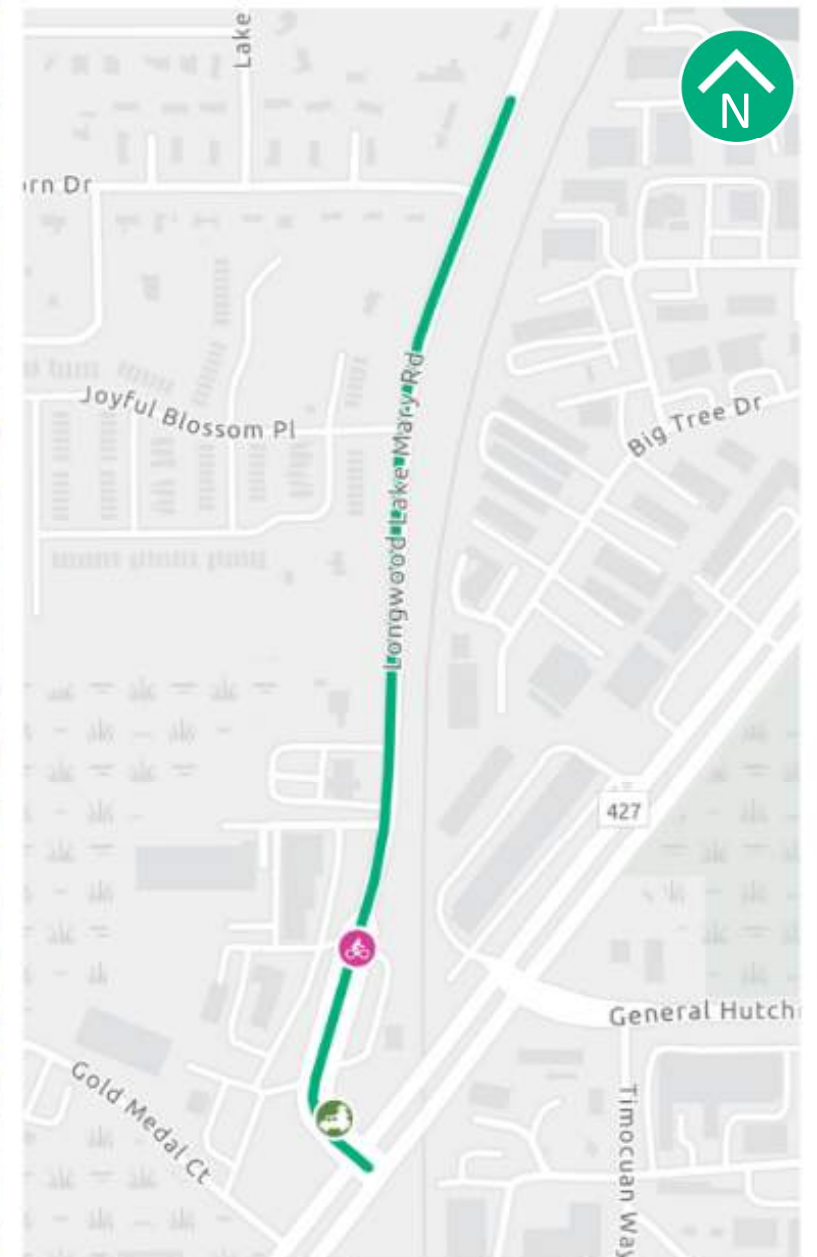 Lake
N
rn Dr
Joyful Blossom Pl
Longwood Lake Mary Rd
Big Tree Dr
427
General Hutch
Gold Medal Ct
Timocuan Way